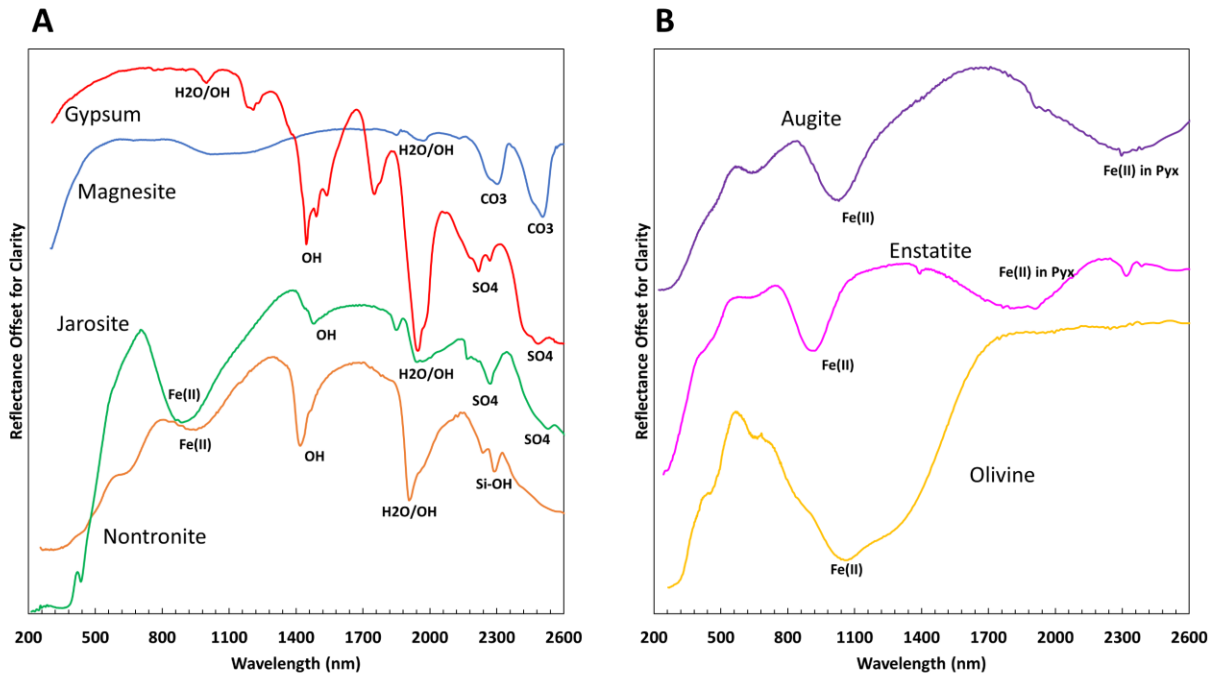 A
Reflectance Offset for Clarity
Gypsum
H2O/OH
Magnesite
H2O/OH
CO3
CO3
OH
SO4
Jarosite
OH
SO4
Fe(II)
H2O/OH
Fe(II)
SO4
SO4
OH
Si-OH
H2O/OH
Nontronite
200 500 800 1100 1400 1700 2000 2300 2600
Wavelength (nm)
B
Reflectance Offset for Clarity
Augite
Fe(II) in Pyx
Fe(II)
Enstatite
Fe(II) in Pyx
Fe(II)
Olivine
Fe(II)
200 500 800 1100 1400 1700 2000 2300 2600
Wavelength (nm)